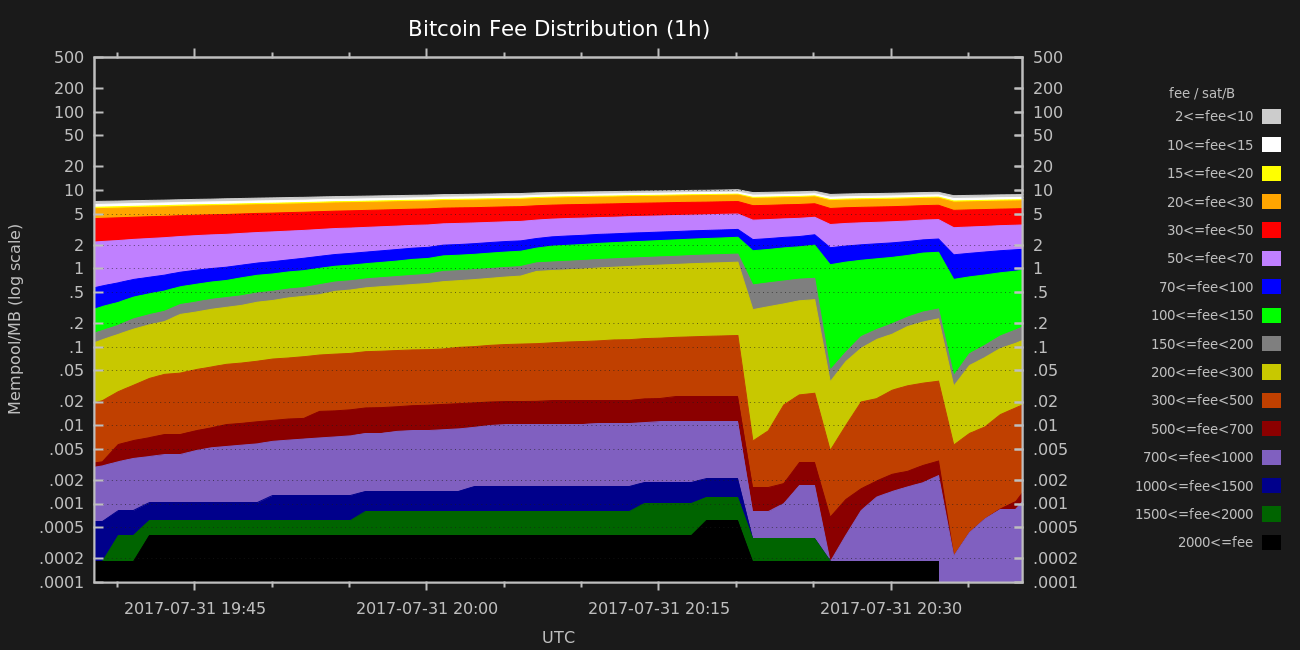 Bitcoin Fee Distribution (1h)
500 500
200 200
100 100
50 50
20 20
10 10
5 5
2 2
1 1
.5 .5
.2 .2
.1 .1
.05 .05
.02 .02
.01 .01
.005 .005
.002 .002
.001 .001
.0005 .0005
.0002 .0002
.0001 .0001
Mempool/MB (log scale)
2017-07-31 19:45 2017-07-31 20:00 2017-07-31 20:15 2017-07-31 20:30
UTC
fee / sat/B
2<=fee<10
10<=fee<15
15<=fee<20
20<=fee<30
30<=fee<50
50<=fee<70
70<=fee<100
100<=fee<150
150<=fee<200
200<=fee<300
300<=fee<500
500<=fee<700
700<=fee<1000
1000<=fee<1500
1500<=fee<2000
2000<=fee